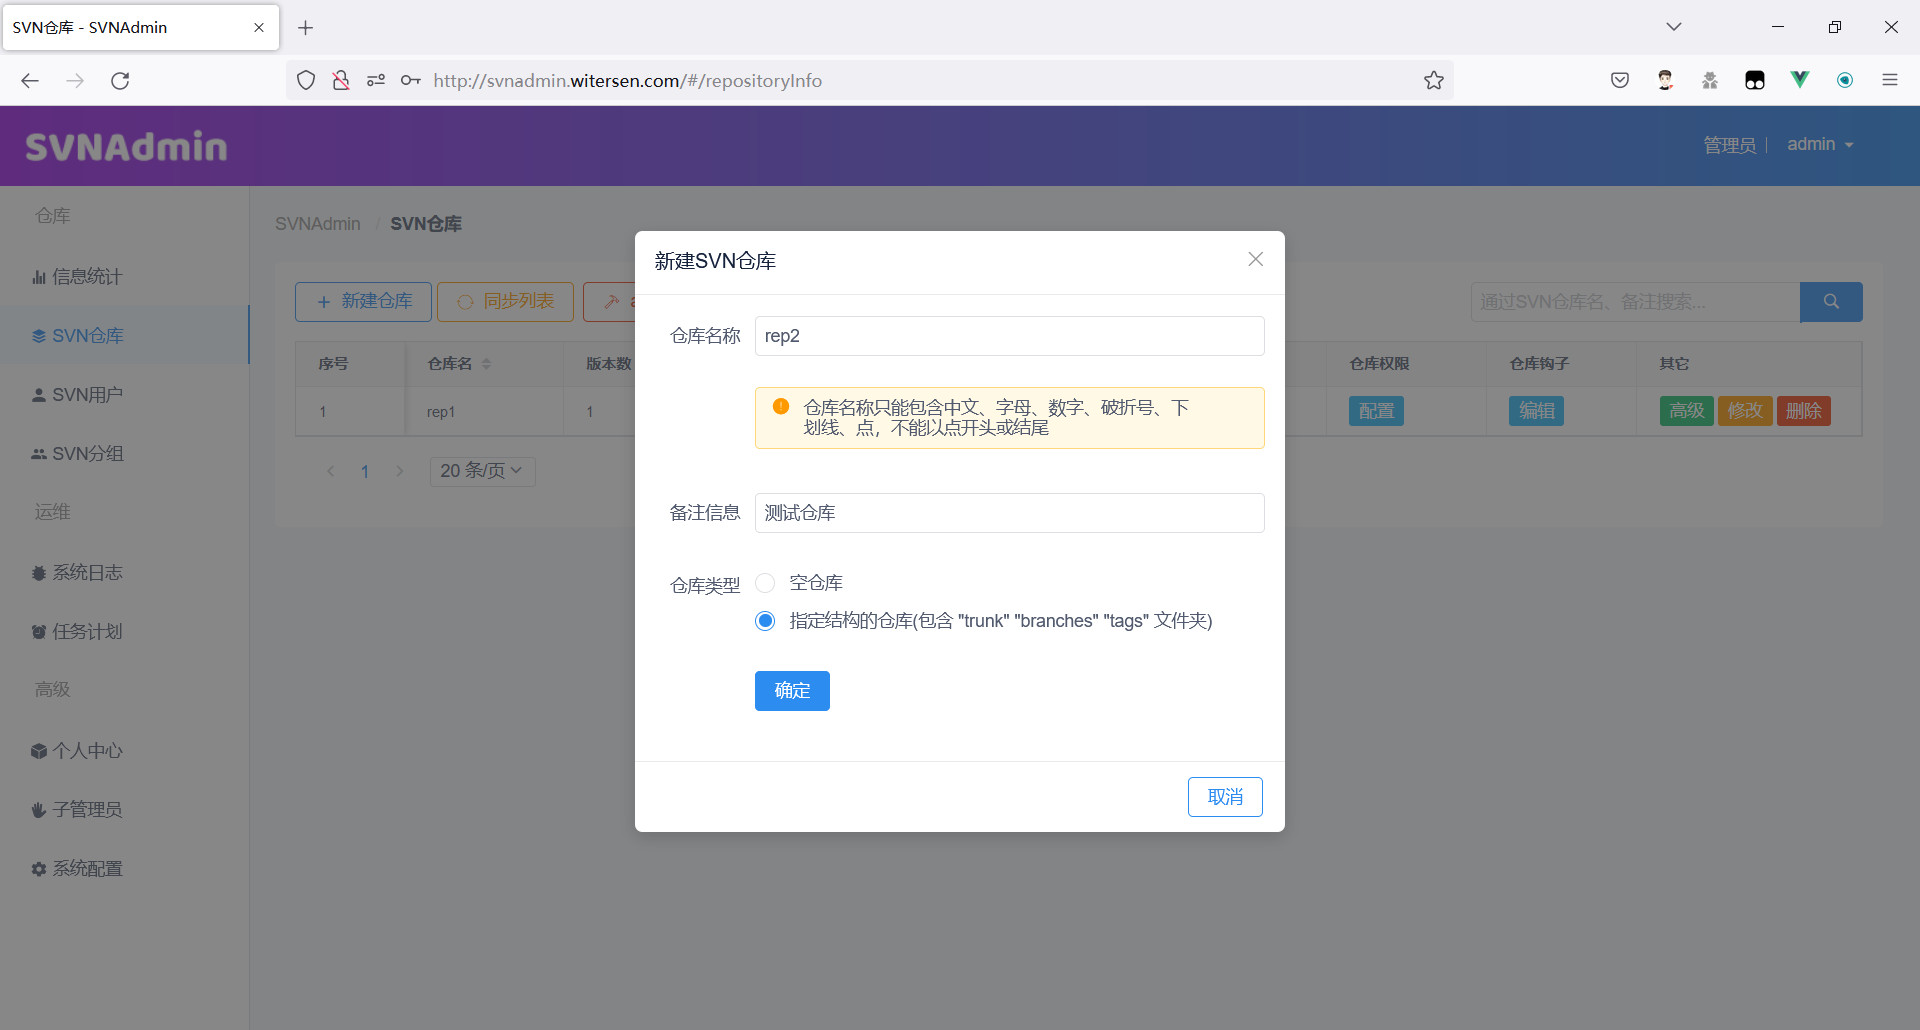 SVN仓库 - SVNAdmin
http://svnadmin.witersen.com/#/repositoryInfo
SVNAdmin
管理员 | admin
仓库
信息统计
SVN仓库
SVN用户
SVN分组
运维
系统日志
任务计划
高级
个人中心
子管理员
系统配置
SVNAdmin / SVN仓库
新建仓库
同步列表
通过SVN仓库名、备注搜索...
序号 仓库名 版本数 仓库权限 仓库钩子 其它
1 rep1 1 配置 编辑 高级 修改 删除
1 20 条/页
新建SVN仓库
仓库名称 rep2
仓库名称只能包含中文、字母、数字、破折号、下
划线、点，不能以点开头或结尾
备注信息 测试仓库
仓库类型 空仓库
指定结构的仓库(包含 "trunk" "branches" "tags" 文件夹)
确定
取消